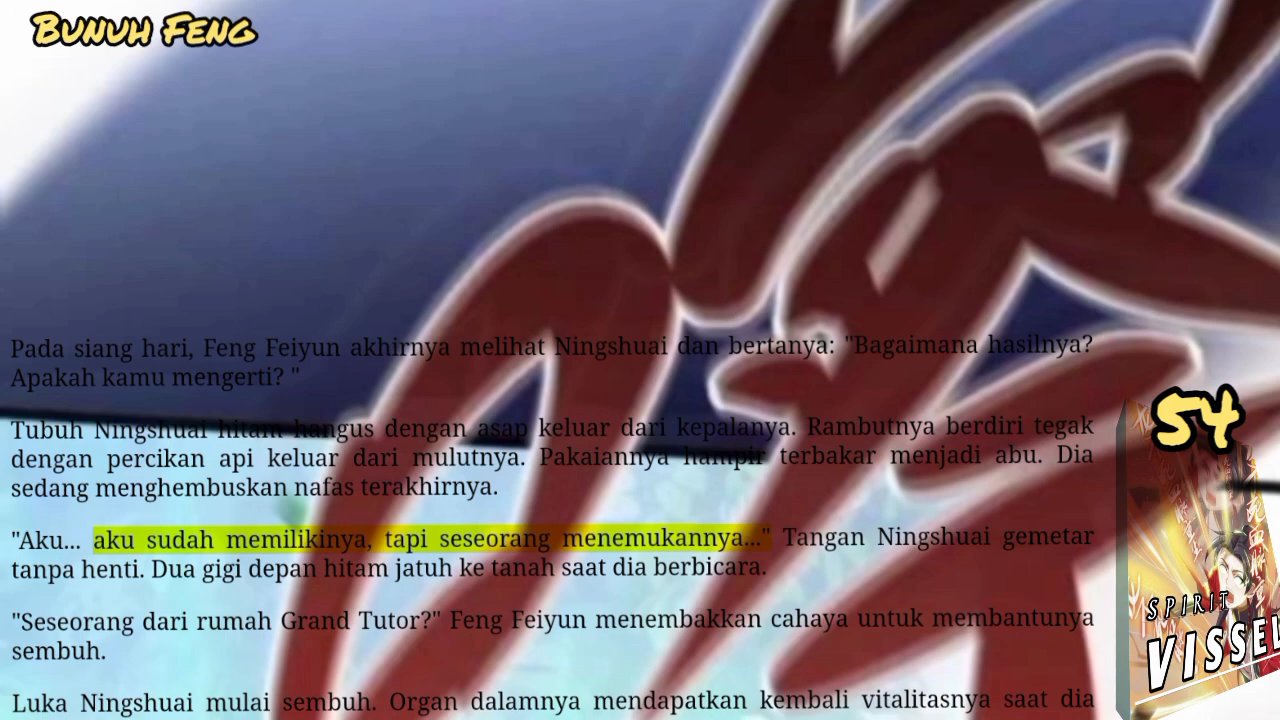 Bunuh Feng
Pada siang hari, Feng Feiyun akhirnya melihat Ningshuai dan bertanya: "Bagaimana hasilnya?
Apakah kamu mengerti? "
Tubuh Ningshuai hitam hangus dengan asap keluar dari kepalanya. Rambutnya berdiri tegak
dengan percikan api keluar dari mulutnya. Pakaiannya hampir terbakar menjadi abu. Dia
sedang menghembuskan nafas terakhirnya.
"Aku... aku sudah memilikinya, tapi seseorang menemukannya..." Tangan Ningshuai gemetar
tanpa henti. Dua gigi depan hitam jatuh ke tanah saat dia berbicara.
"Seseorang dari rumah Grand Tutor?" Feng Feiyun menembakkan cahaya untuk membantunya
sembuh.
Luka Ningshuai mulai sembuh. Organ dalamnya mendapatkan kembali vitalitasnya saat dia
54
SPIRIT
VISSEL